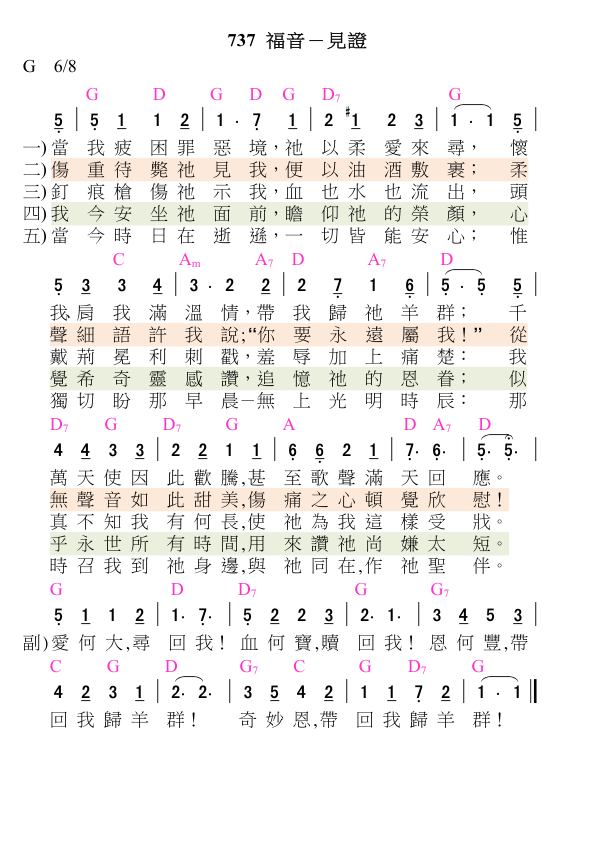 737 福音－見證
G 6/8
G D G D G D7 G
5 | 5 1 1 2 | 1 · 7 1 | 2 #1 2 3 | 1 · 1 5 |
一)當 我 疲 困 罪 惡 境，祂 以 柔 愛 來 尋， 懷
二)傷 重 待 斃 祂 見 我，便 以 油 酒 敷 裹； 柔
三)釘 痕 槍 傷 祂 示 我，血 也 水 也 流 出， 頭
四)我 今 安 坐 祂 面 前，瞻 仰 祂 的 榮 顏， 心
五)當 今 時 日 在 逝 遜，一 切 皆 能 安 心； 惟
C Am A7 D A7 D
5 3 3 4 | 3 · 2 2 | 2 7 1 6 | 5 · 5 5 |
我,肩 我 滿 溫 情，帶 我 歸 祂 羊 群； 千
聲 細 語 許 我 說;“你 要 永 遠 屬 我！” 從
戴 荊 冕 利 刺 戳，羞 辱 加 上 痛 楚： 我
覺 希 奇 靈 感 讚，追 憶 祂 的 恩 眷； 似
獨 切 盼 那 早 晨－無 上 光 明 時 辰： 那
D7 G D7 G A D A7 D
4 4 3 3 | 2 2 1 1 | 6 6 2 1 | 7· 6· | 5· 5· |
萬 天 使 因 此 歡 騰,甚 至 歌 聲 滿 天 回 應。
無 聲 音 如 此 甜 美,傷 痛 之 心 頓 覺 欣 慰！
真 不 知 我 有 何 長,使 祂 為 我 這 樣 受 戕。
乎 永 世 所 有 時 間,用 來 讚 祂 尚 嫌 太 短。
時 召 我 到 祂 身 邊,與 祂 同 在,作 祂 聖 伴。
G D D7 G G7
5 1 1 2 | 1· 7· | 5 2 2 3 | 2· 1· | 3 4 5 3 |
副)愛 何 大,尋 回 我！ 血 何 寶,贖 回 我！ 恩 何 豐,帶
C G D G7 C G D7 G
4 2 3 1 | 2· 2· | 3 5 4 2 | 1 1 7 2 | 1 · 1 ||
回 我 歸 羊 群！ 奇 妙 恩,帶 回 我 歸 羊 群！